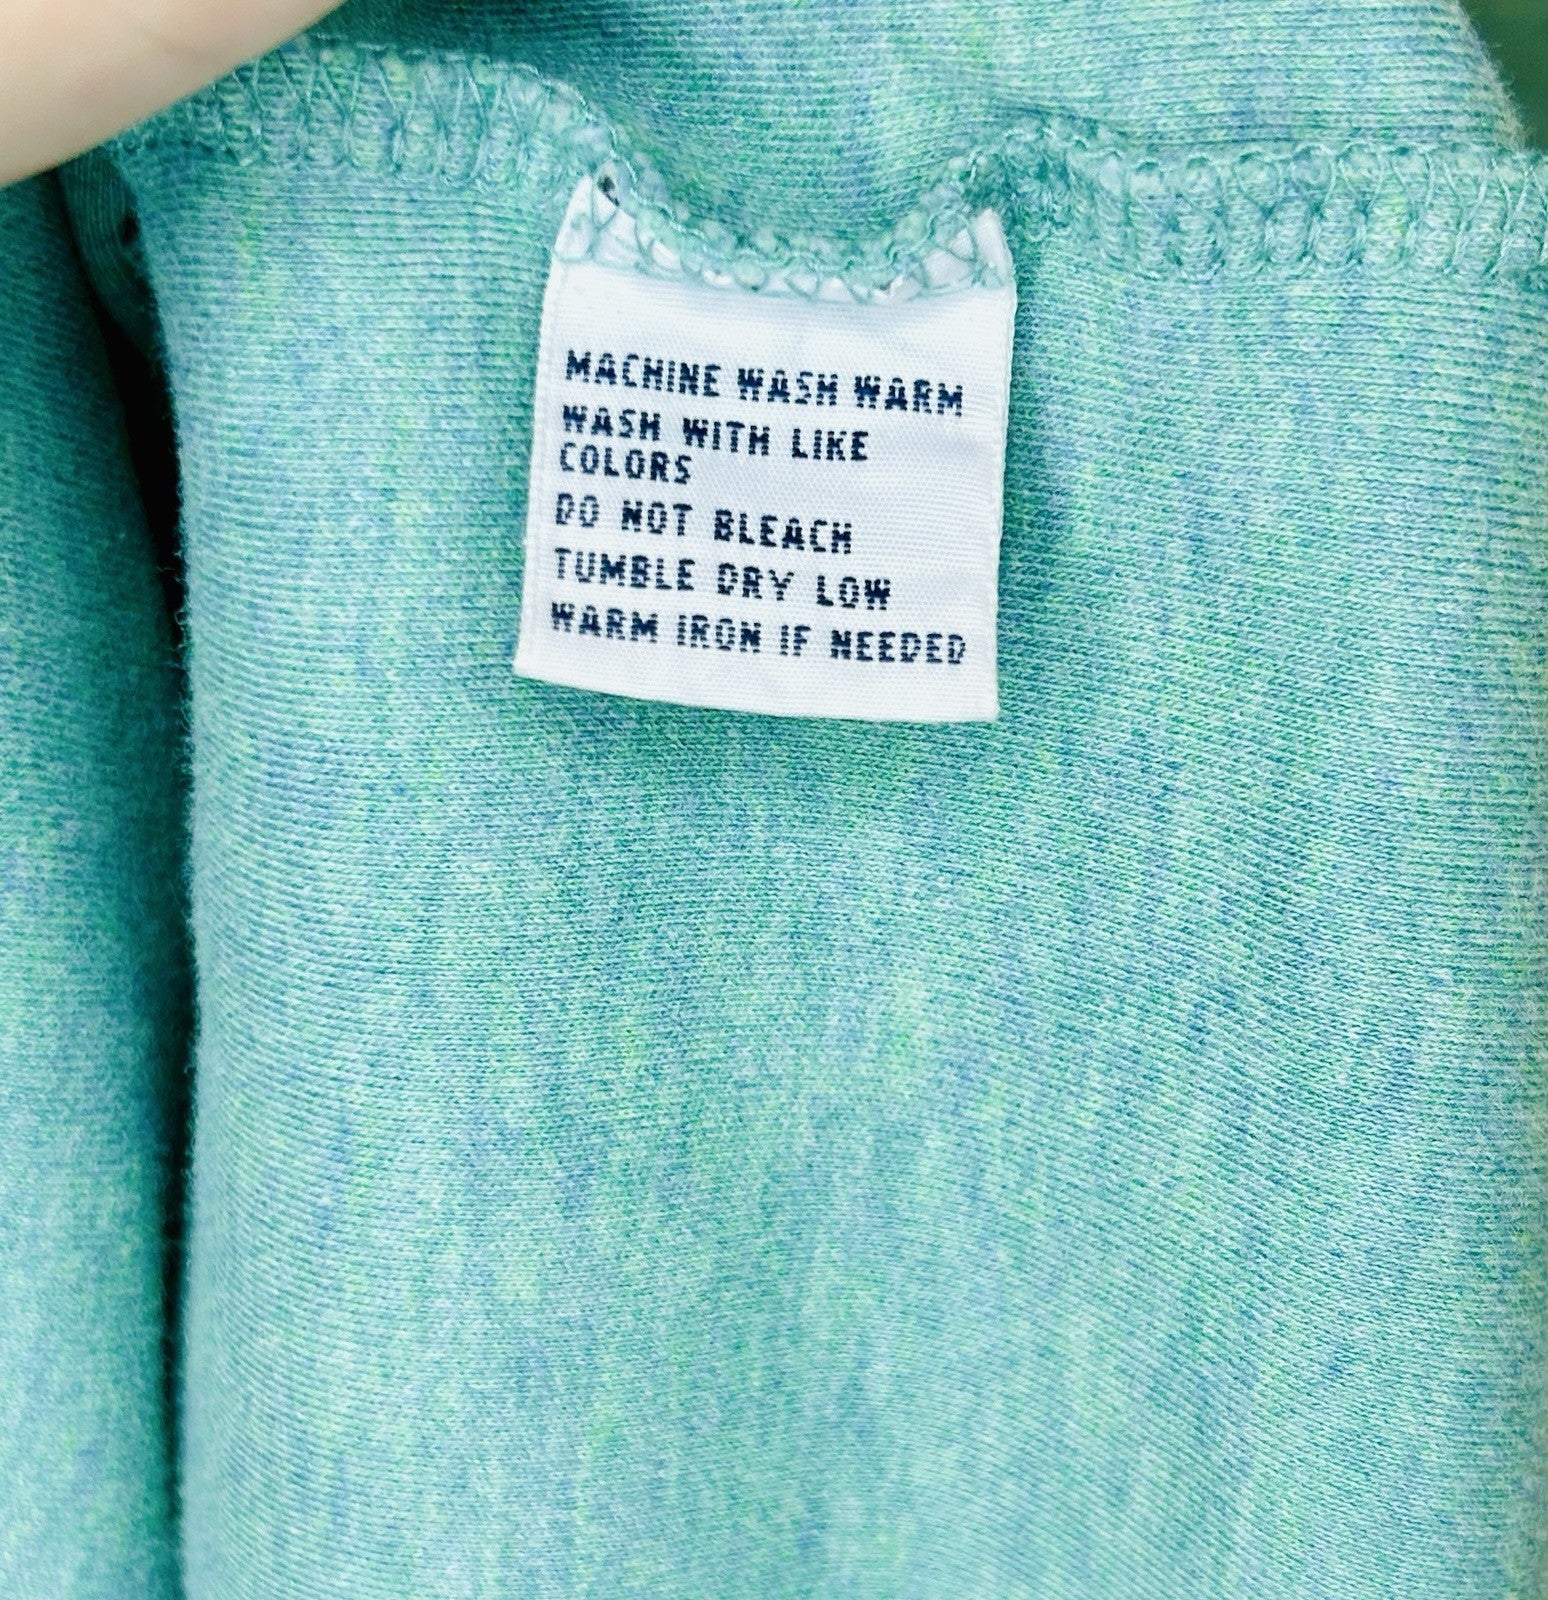 MACHINE WASH WARM
WASH WITH LIKE
COLORS
DO NOT BLEACH
TUMBLE DRY LOW
WARM IRON IF NEEDED